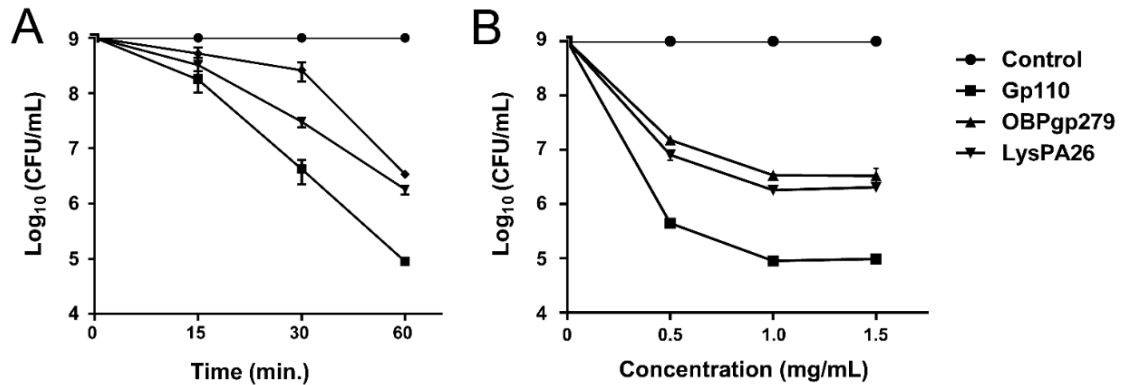 A
9
8
7
6
5
4
Log10 (CFU/mL)
0 15 30 60
Time (min.)
B
9
8
7
6
5
4
Log10 (CFU/mL)
0 0.5 1.0 1.5
Concentration (mg/mL)
Control
Gp110
OBPgp279
LysPA26